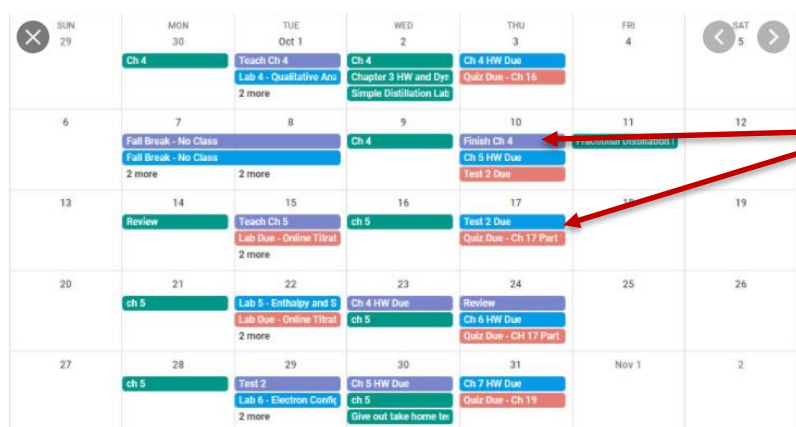 SUN MON TUE WED THU FRI SAT
29 30 Oct 1 2 3 4 5
Ch 4 Teach Ch 4 Ch 4 Ch 4 HW Due
Lab 4 - Qualitative Ana Chapter 3 HW and Dyr Quiz Due - Ch 16
2 more Simple Distillation Lab
6 7 8 9 10 11 12
Fall Break - No Class Ch 4 Finish Ch 4 Fractional Distillation I
Fall Break - No Class Ch 5 HW Due
2 more 2 more Test 2 Due
13 14 15 16 17 18 19
Review Teach Ch 5 ch 5 Test 2 Due
Lab Due - Online Titrat Quiz Due - Ch 17 Part
2 more
20 21 22 23 24 25 26
ch 5 Lab 5 - Enthalpy and S Ch 4 HW Due Review
Lab Due - Online Titrat ch 5 Ch 6 HW Due
2 more Quiz Due - CH 17 Part
27 28 29 30 31 Nov 1 2
ch 5 Test 2 Ch 5 HW Due Ch 7 HW Due
Lab 6 - Electron Config ch 5 Quiz Due - Ch 19
2 more Give out take home te